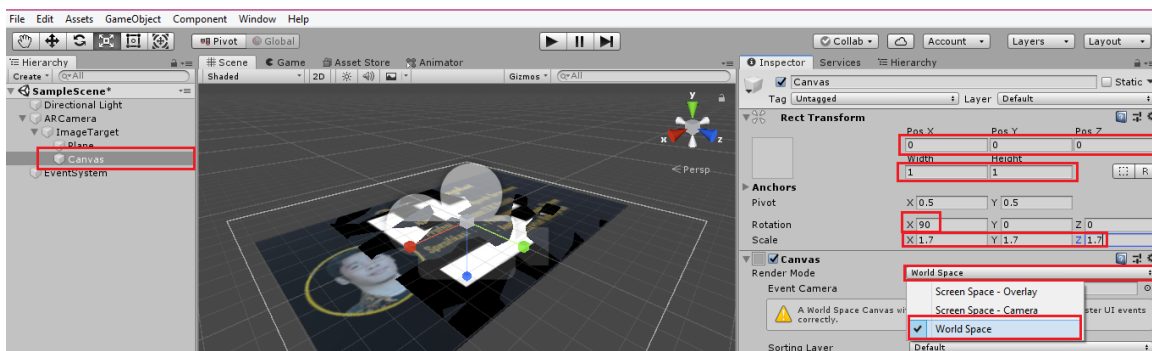 File Edit Assets GameObject Component Window Help
Pivot Global Collab Account Layers Layout
Hierarchy
Create All
SampleScene*
Directional Light
ARCamera
ImageTarget
Plane
Canvas
EventSystem
Scene Game Asset Store Animator
Shaded 2D Gizmos All
y
x z
Persp
Inspector Services Hierarchy
Canvas Static
Tag Untagged Layer Default
Rect Transform
Pos X Pos Y Pos Z
0 0 0
Width Height
1 1 R
Anchors
Pivot X 0.5 Y 0.5
Rotation X 90 Y 0 Z 0
Scale X 1.7 Y 1.7 Z 1.7
Canvas
Render Mode World Space
Event Camera
Screen Space - Overlay
Screen Space - Camera
World Space
A World Space Canvas wi ster UI events
correctly.
Sorting Layer Default